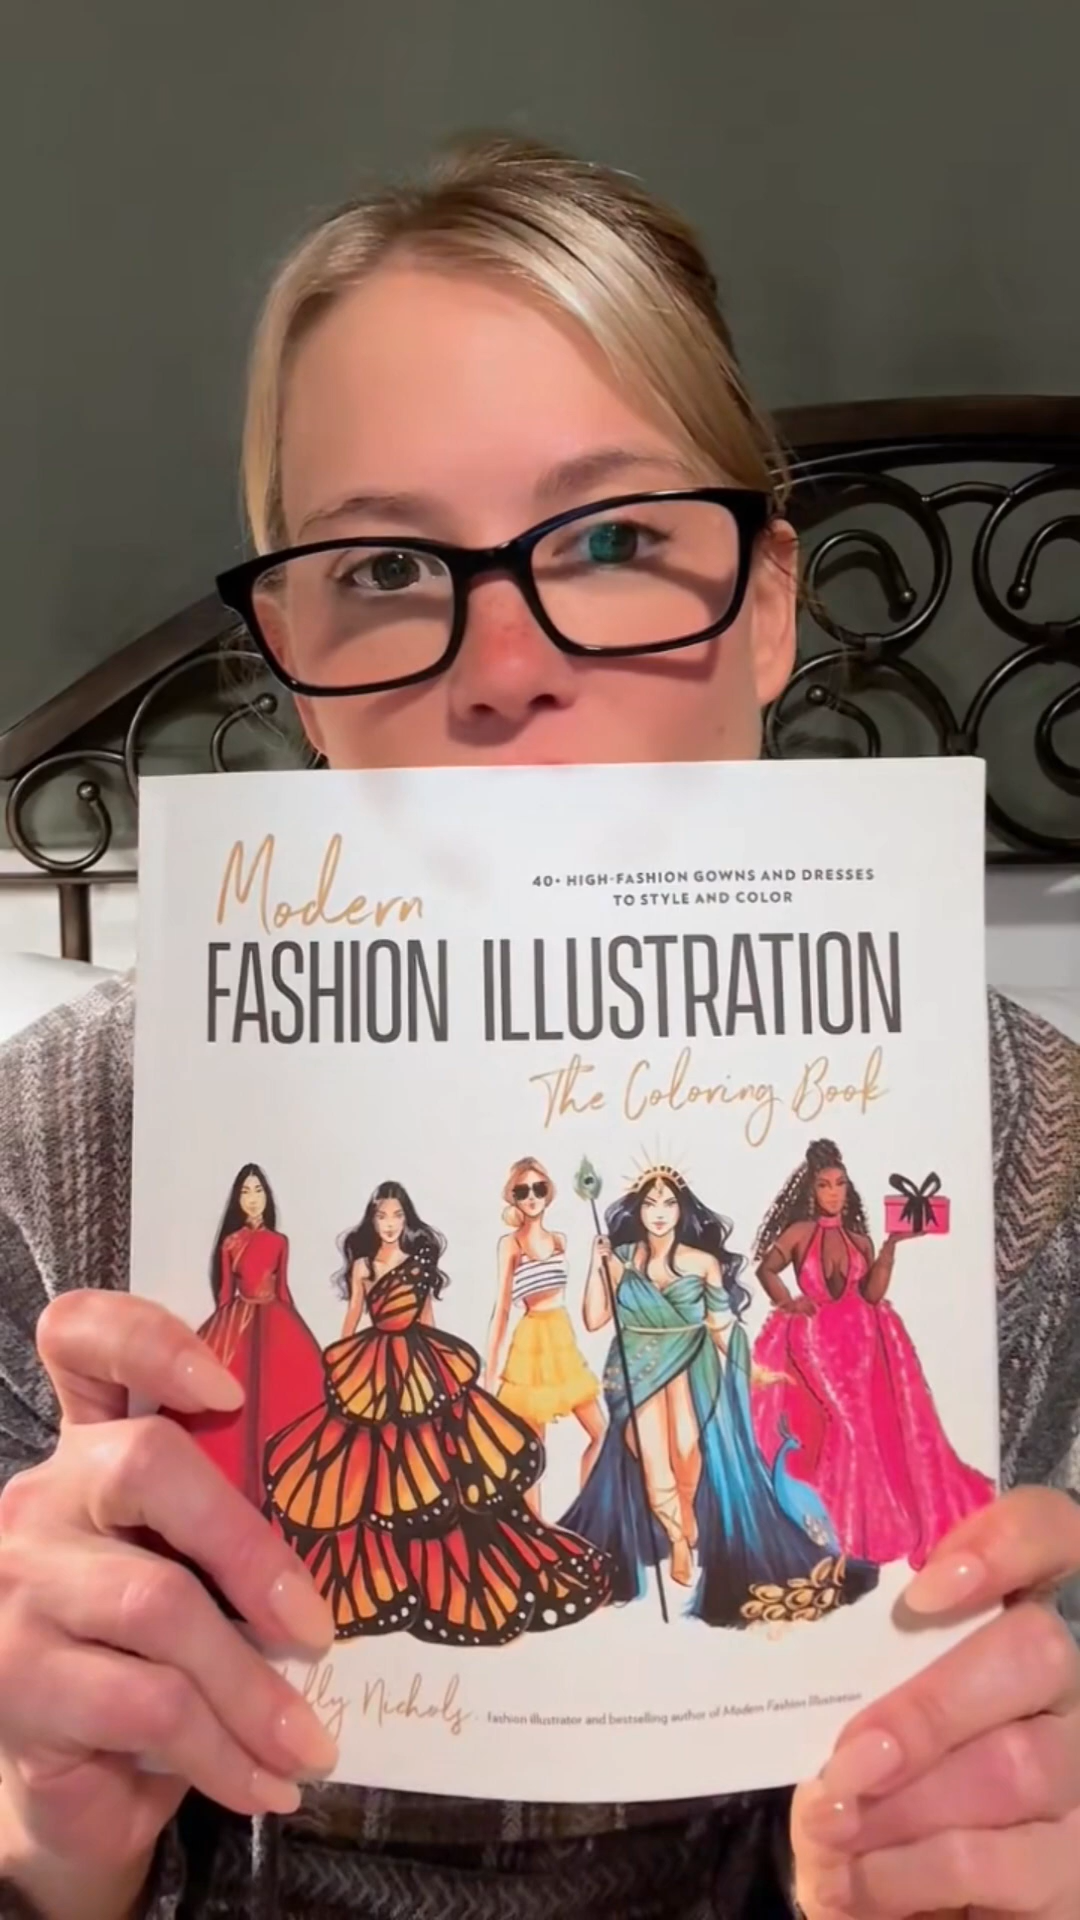 Modern
40+ HIGH-FASHION GOWNS AND DRESSES
TO STYLE AND COLOR
FASHION ILLUSTRATION
The Coloring Book
Nichols
fashion illustrator and bestselling author of Modern Fashion Illustration